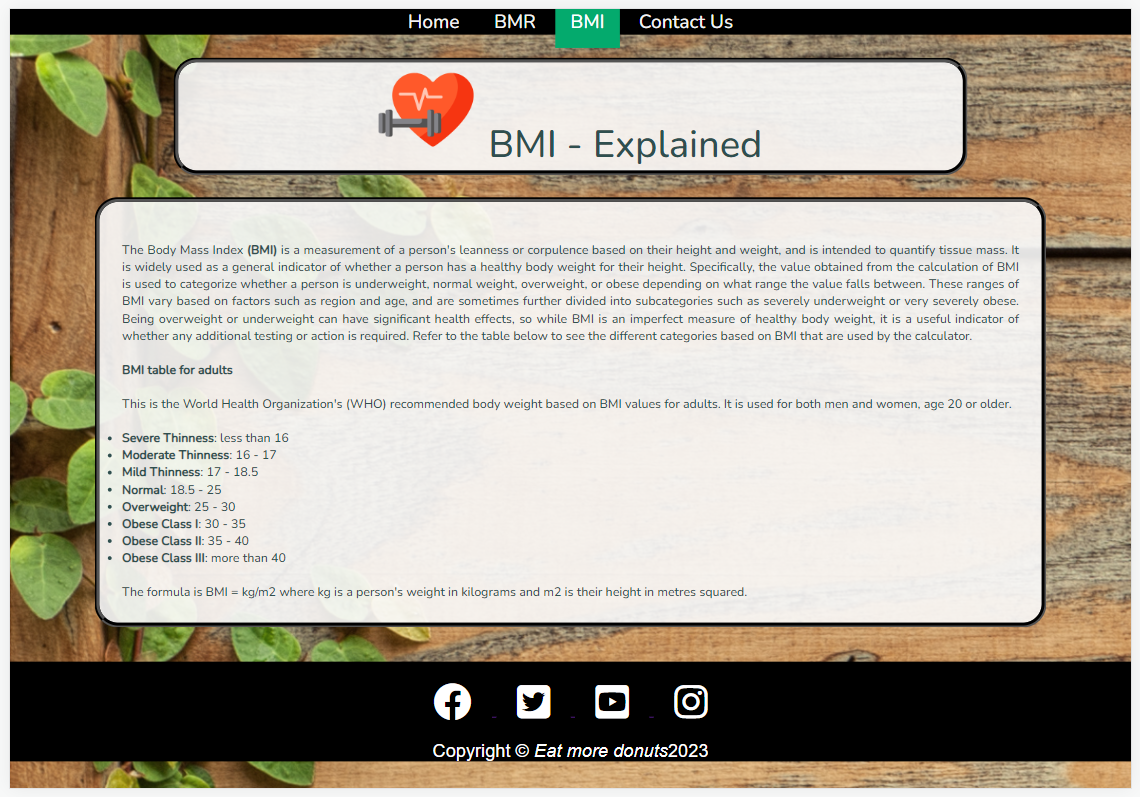 Home BMR BMI Contact Us
BMI - Explained
The Body Mass Index (BMI) is a measurement of a person's leanness or corpulence based on their height and weight, and is intended to quantify tissue mass. It
is widely used as a general indicator of whether a person has a healthy body weight for their height. Specifically, the value obtained from the calculation of BMI
is used to categorize whether a person is underweight, normal weight, overweight, or obese depending on what range the value falls between. These ranges of
BMI vary based on factors such as region and age, and are sometimes further divided into subcategories such as severely underweight or very severely obese.
Being overweight or underweight can have significant health effects, so while BMI is an imperfect measure of healthy body weight, it is a useful indicator of
whether any additional testing or action is required. Refer to the table below to see the different categories based on BMI that are used by the calculator.
BMI table for adults
This is the World Health Organization's (WHO) recommended body weight based on BMI values for adults. It is used for both men and women, age 20 or older.
• Severe Thinness: less than 16
• Moderate Thinness: 16 - 17
• Mild Thinness: 17 - 18.5
• Normal: 18.5 - 25
• Overweight: 25 - 30
• Obese Class I: 30 - 35
• Obese Class II: 35 - 40
• Obese Class III: more than 40
The formula is BMI = kg/m2 where kg is a person's weight in kilograms and m2 is their height in metres squared.
Copyright © Eat more donuts2023